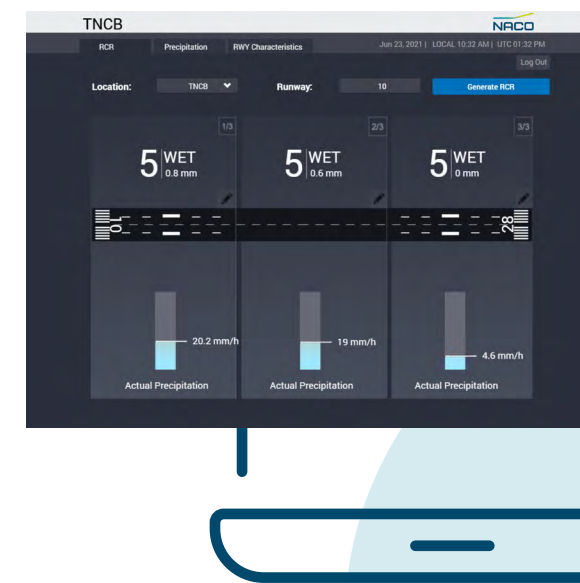 TNCB
NACO
RCR Precipitation RWY Characteristics Jun 23, 2021 | LOCAL 10:32 AM | UTC 01:32 PM
Log Out
Location: TNCB Runway: 10 Generate RCR
1/3 2/3 3/3
5 WET 5 WET 5 WET
0.8 mm 0.6 mm 0 mm
10 28
20.2 mm/h 19 mm/h 4.6 mm/h
Actual Precipitation Actual Precipitation Actual Precipitation